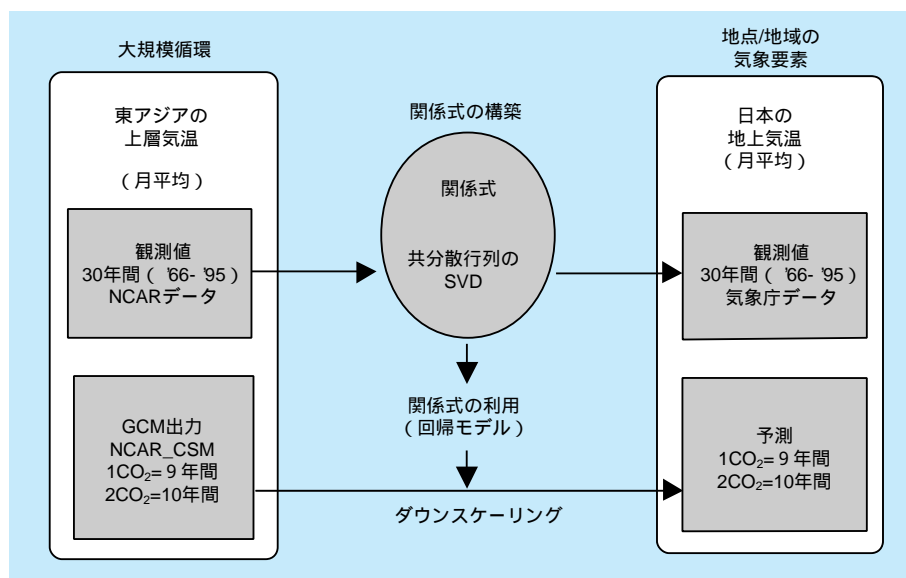 大規模循環
東アジアの
上層気温
(月平均)
観測値
30年間( '66- '95)
NCARデータ
GCM出力
NCAR_CSM
1CO₂=9年間
2CO₂=10年間
関係式の構築
関係式
共分散行列の
SVD
関係式の利用
(回帰モデル)
ダウンスケーリング
地点/地域の
気象要素
日本の
地上気温
(月平均)
観測値
30年間( '66- '95)
気象庁データ
予測
1CO₂=9年間
2CO₂=10年間